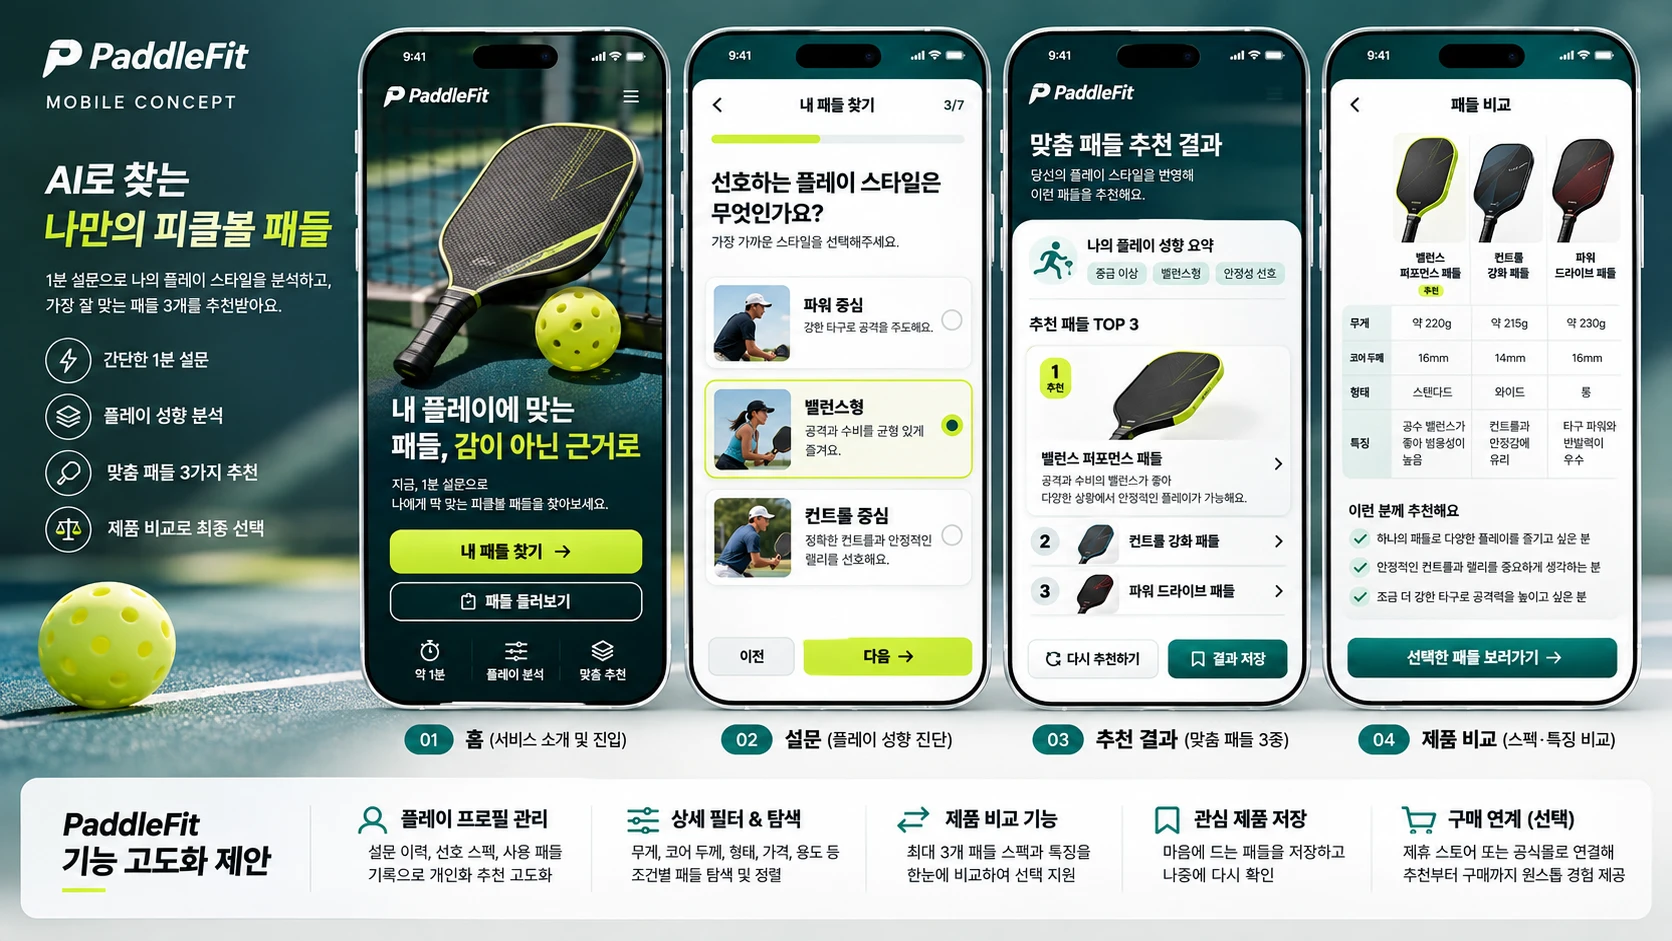 PaddleFit
MOBILE CONCEPT
AI로 찾는
나만의 피클볼 패들
1분 설문으로 나의 플레이 스타일을 분석하고,
가장 잘 맞는 패들 3개를 추천받아요.
간단한 1분 설문
플레이 성향 분석
맞춤 패들 3가지 추천
제품 비교로 최종 선택
9:41
PaddleFit
내 플레이에 맞는
패들, 감이 아닌 근거로
지금, 1분 설문으로
나에게 딱 맞는 피클볼 패들을 찾아보세요.
내 패들 찾기 →
패들 둘러보기
약 1분
플레이 분석
맞춤 추천
01 홈 (서비스 소개 및 진입)
9:41
내 패들 찾기 3/7
선호하는 플레이 스타일은
무엇인가요?
가장 가까운 스타일을 선택해주세요.
파워 중심
강한 타구로 공격을 주도해요.
밸런스형
공격과 수비를 균형 있게
즐겨요.
컨트롤 중심
정확한 컨트롤과 안정적인
랠리를 선호해요.
이전
다음 →
02 설문 (플레이 성향 진단)
9:41
PaddleFit
맞춤 패들 추천 결과
당신의 플레이 스타일을 반영해
이런 패들을 추천해요.
나의 플레이 성향 요약
중급 이상 밸런스형 안정성 선호
추천 패들 TOP 3
1
추천
밸런스 퍼포먼스 패들
공격과 수비의 밸런스가 좋아
다양한 상황에서 안정적인 플레이가 가능해요.
2 컨트롤 강화 패들
3 파워 드라이브 패들
다시 추천하기
결과 저장
03 추천 결과 (맞춤 패들 3종)
9:41
패들 비교
밸런스
퍼포먼스 패들
추천
컨트롤
강화 패들
파워
드라이브 패들
무게 약 220g 약 215g 약 230g
코어 두께 16mm 14mm 16mm
형태 스탠다드 와이드 롱
특징
공수 밸런스가
좋아 범용성이
높음
컨트롤과
안정감에
유리
타구 파워와
반발력이
우수
이런 분께 추천해요
하나의 패들로 다양한 플레이를 즐기고 싶은 분
안정적인 컨트롤과 랠리를 중요하게 생각하는 분
조금 더 강한 타구로 공격력을 높이고 싶은 분
선택한 패들 보러가기 →
04 제품 비교 (스펙·특징 비교)
PaddleFit
기능 고도화 제안
플레이 프로필 관리
설문 이력, 선호 스펙, 사용 패들
기록으로 개인화 추천 고도화
상세 필터 & 탐색
무게, 코어 두께, 형태, 가격, 용도 등
조건별 패들 탐색 및 정렬
제품 비교 기능
최대 3개 패들 스팩과 특징을
한눈에 비교하여 선택 지원
관심 제품 저장
마음에 드는 패들을 저장하고
나중에 다시 확인
구매 연계 (선택)
제휴 스토어 또는 공식몰로 연결해
추천부터 구매까지 원스톱 경험 제공